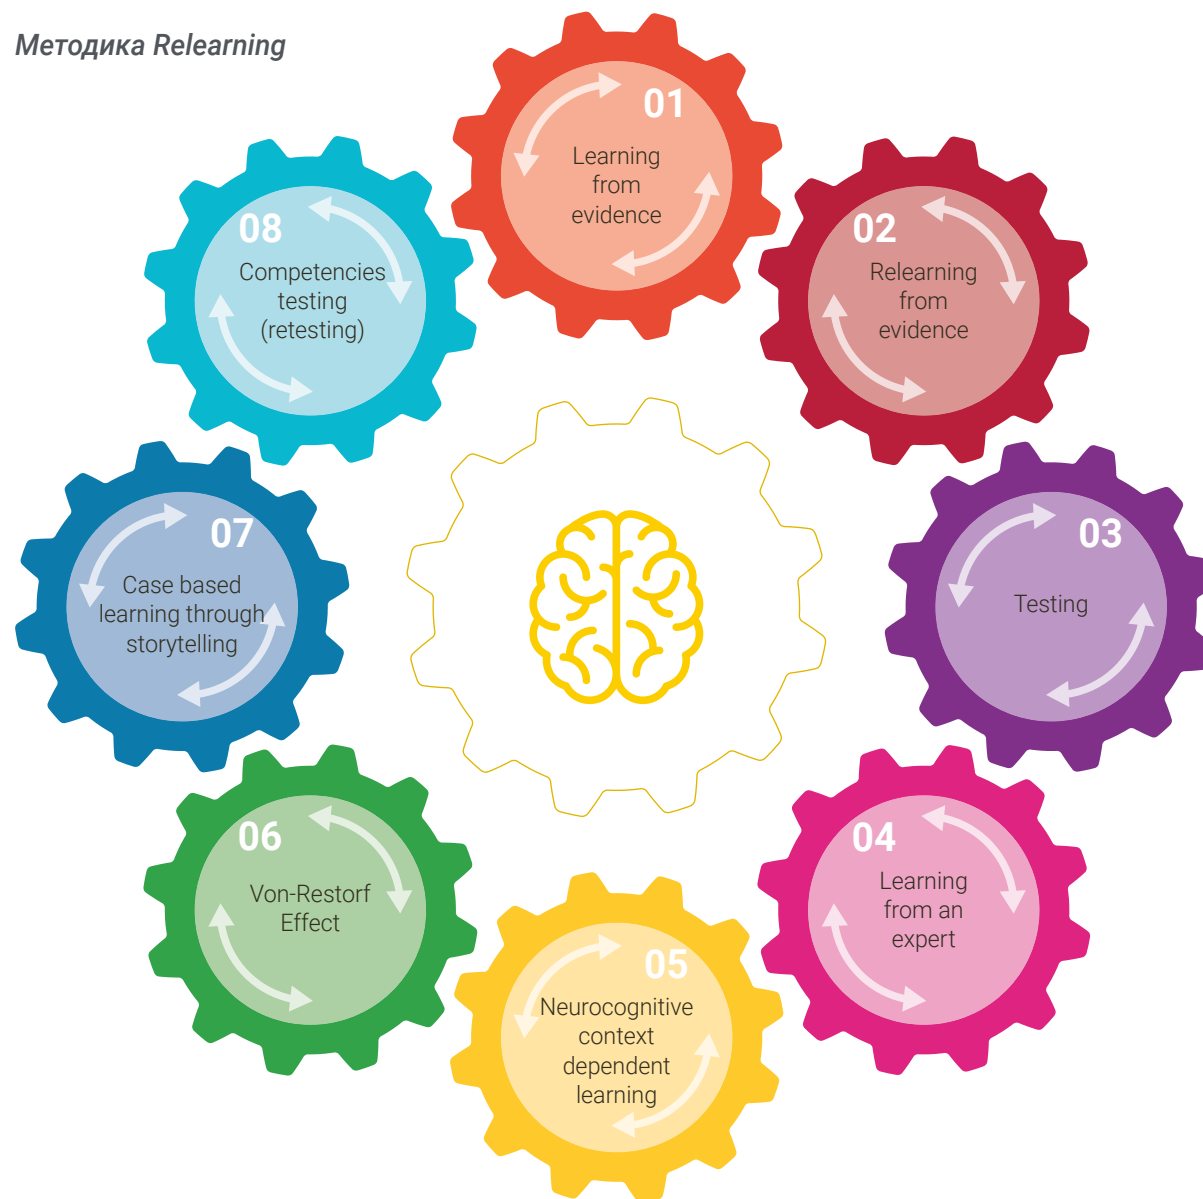 Методика Relearning
01
Learning
from
evidence
02
Relearning
from
evidence
03
Testing
04
Learning
from an
expert
05
Neurocognitive
context
dependent
learning
06
Von-Restorf
Effect
07
Case based
learning through
storytelling
08
Competencies
testing
(retesting)